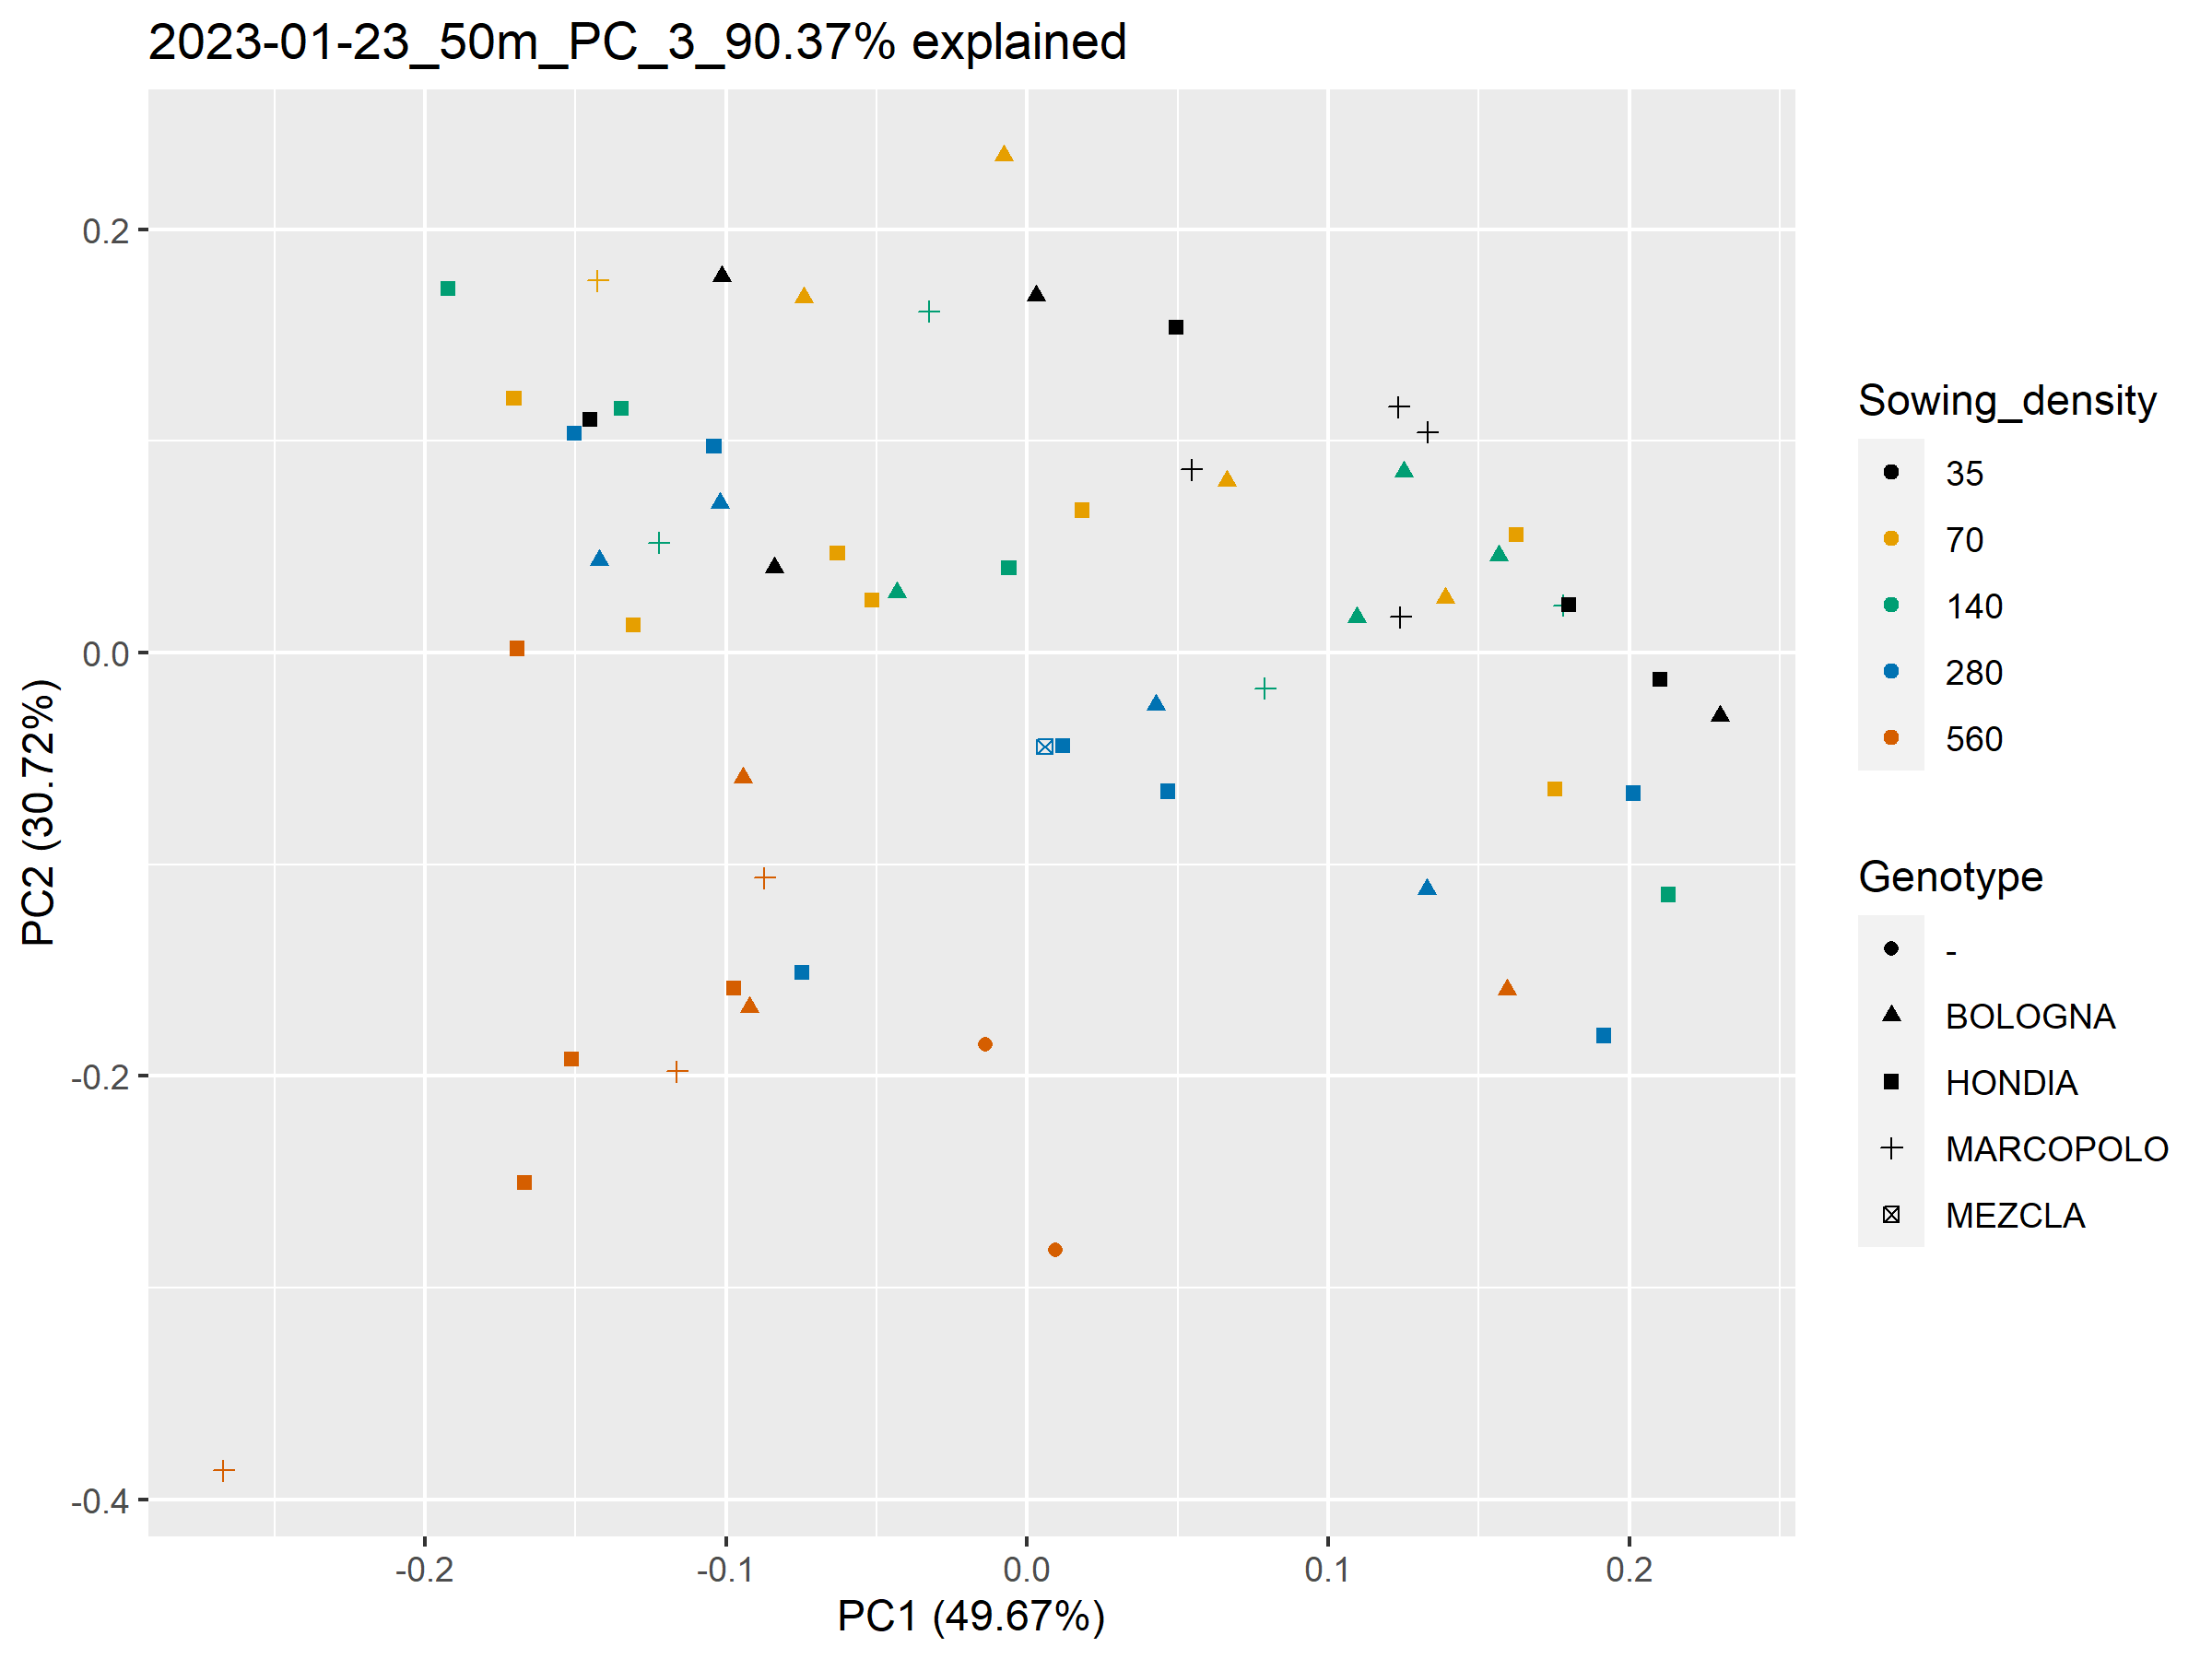 2023-01-23_50m_PC_3_90.37% explained
0.2
0.0
-0.2
-0.4
PC2 (30.72%)
-0.2
-0.1
0.0
0.1
0.2
PC1 (49.67%)
Sowing_density
35
70
140
280
560
Genotype
-
BOLOGNA
HONDIA
MARCOPOLO
MEZCLA